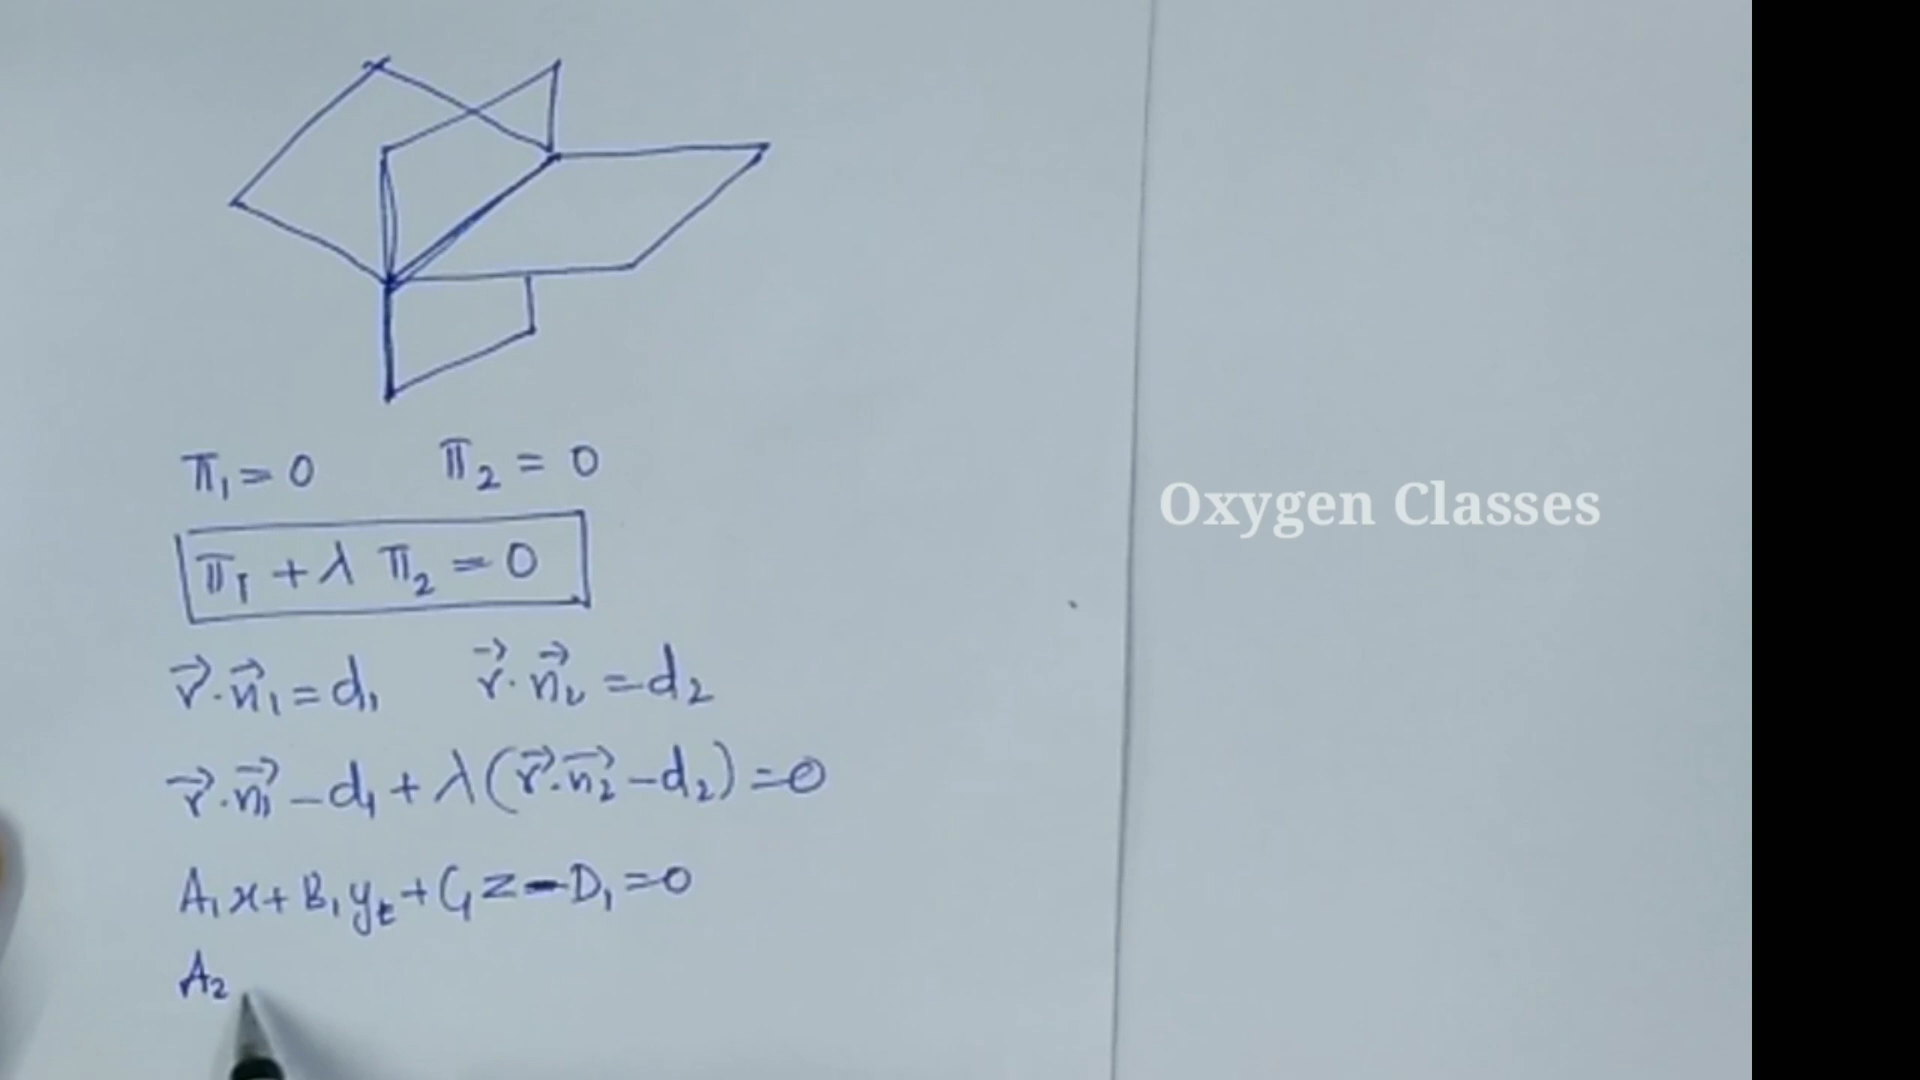 π₁ = 0 π₂ = 0
π₁ + λ π₂ = 0
r⃗.n⃗₁ = d₁ r⃗.n⃗₂ = d₂
r⃗.n⃗₁ - d₁ + λ(r⃗.n⃗₂ - d₂) = 0
A₁x + B₁y + C₁z - D₁ = 0
A₂
Oxygen Classes